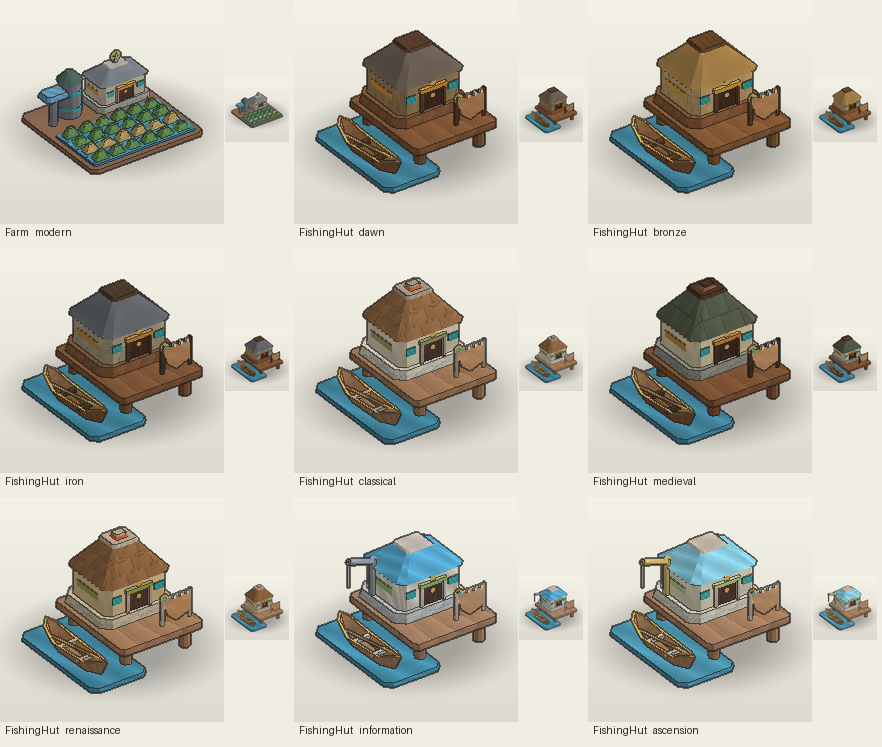 Farm modern
FishingHut dawn
FishingHut bronze
FishingHut iron
FishingHut classical
FishingHut medieval
FishingHut renaissance
FishingHut information
FishingHut ascension